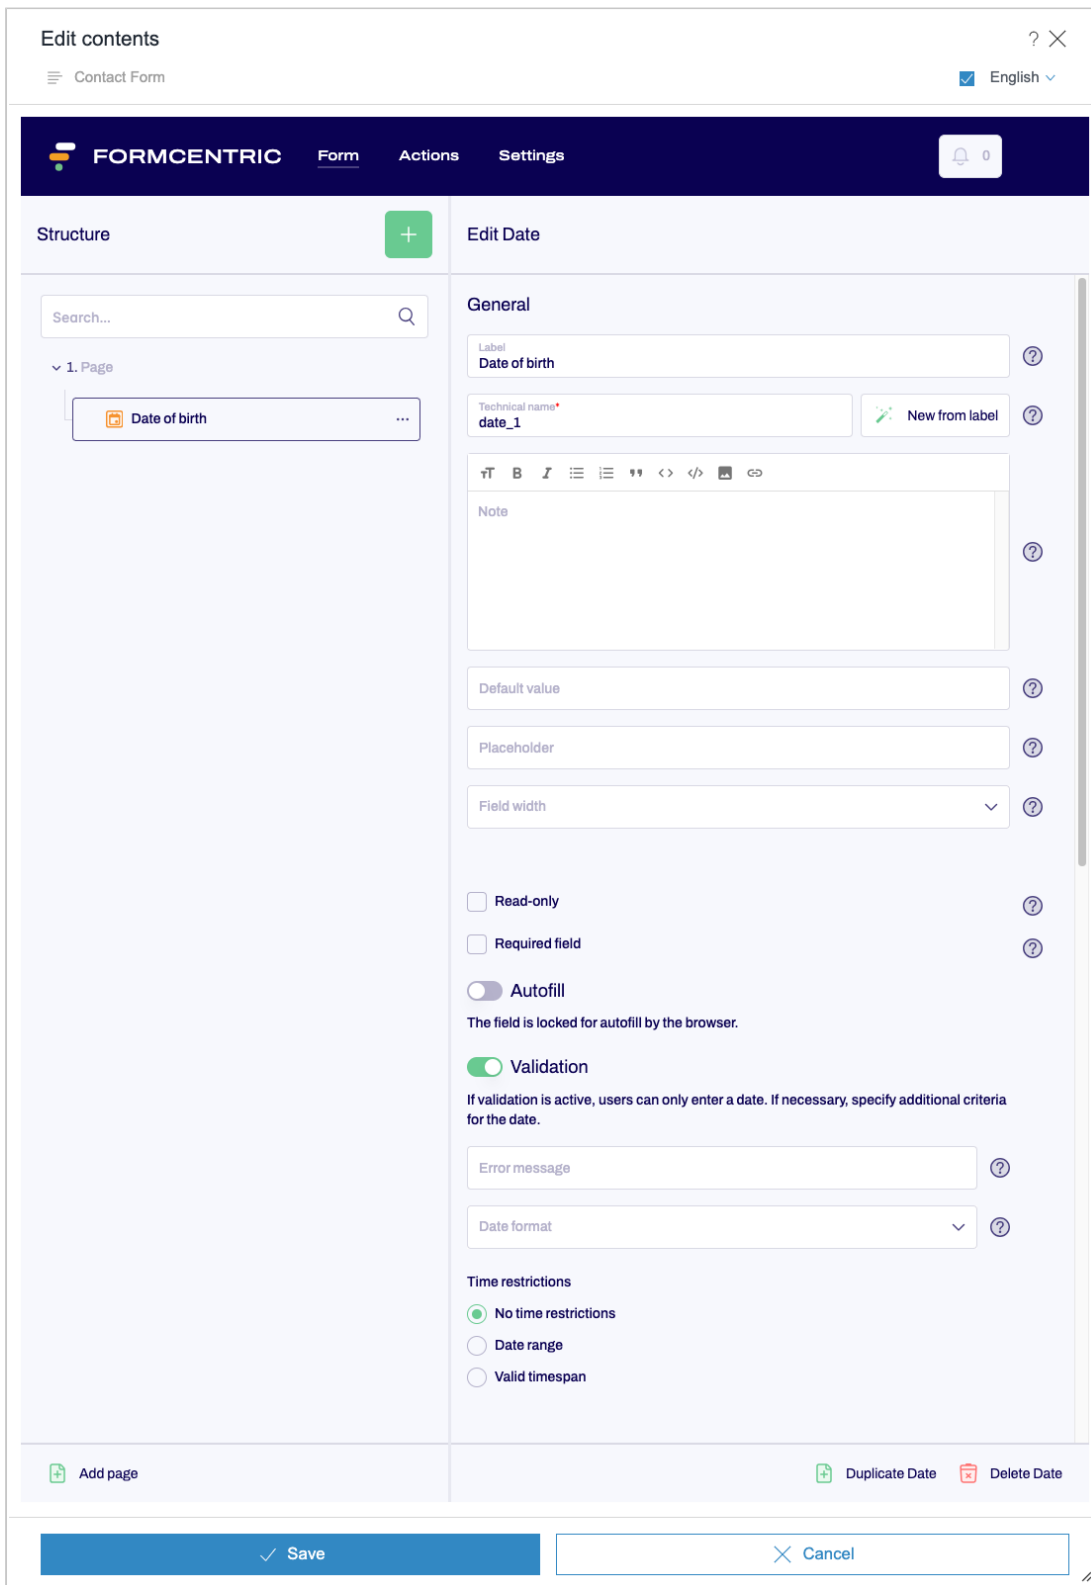 Edit contents
?
Contact Form
English
FORMCENTRIC
Form
Actions
Settings
0
Structure
+
Edit Date
Search...
1. Page
Date of birth
...
General
Label
Date of birth
?
Technical name*
date_1
New from label
?
Note
?
Default value
?
Placeholder
?
Field width
?
Read-only
?
Required field
?
Autofill
The field is locked for autofill by the browser.
Validation
If validation is active, users can only enter a date. If necessary, specify additional criteria
for the date.
Error message
?
Date format
?
Time restrictions
No time restrictions
Date range
Valid timespan
Add page
Duplicate Date
Delete Date
Save
Cancel